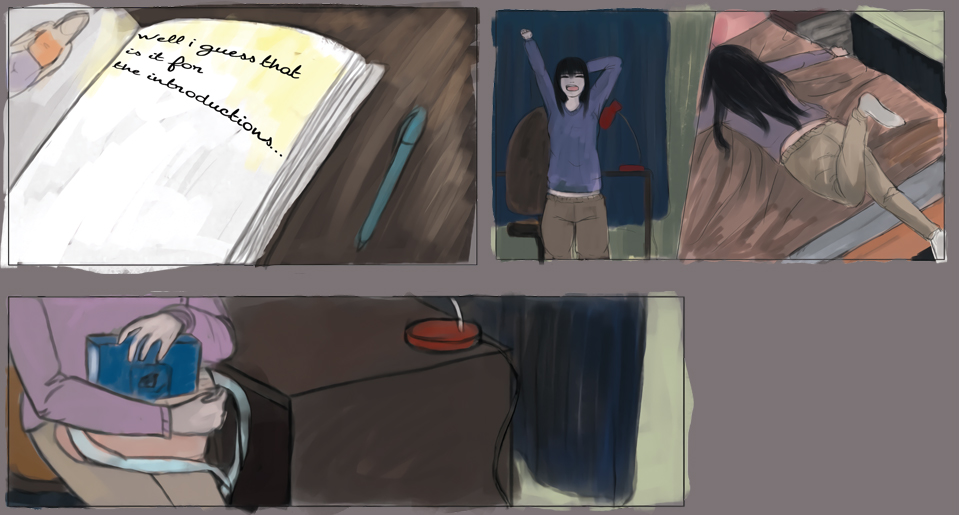 Well i guess that
is it for
the introductions...